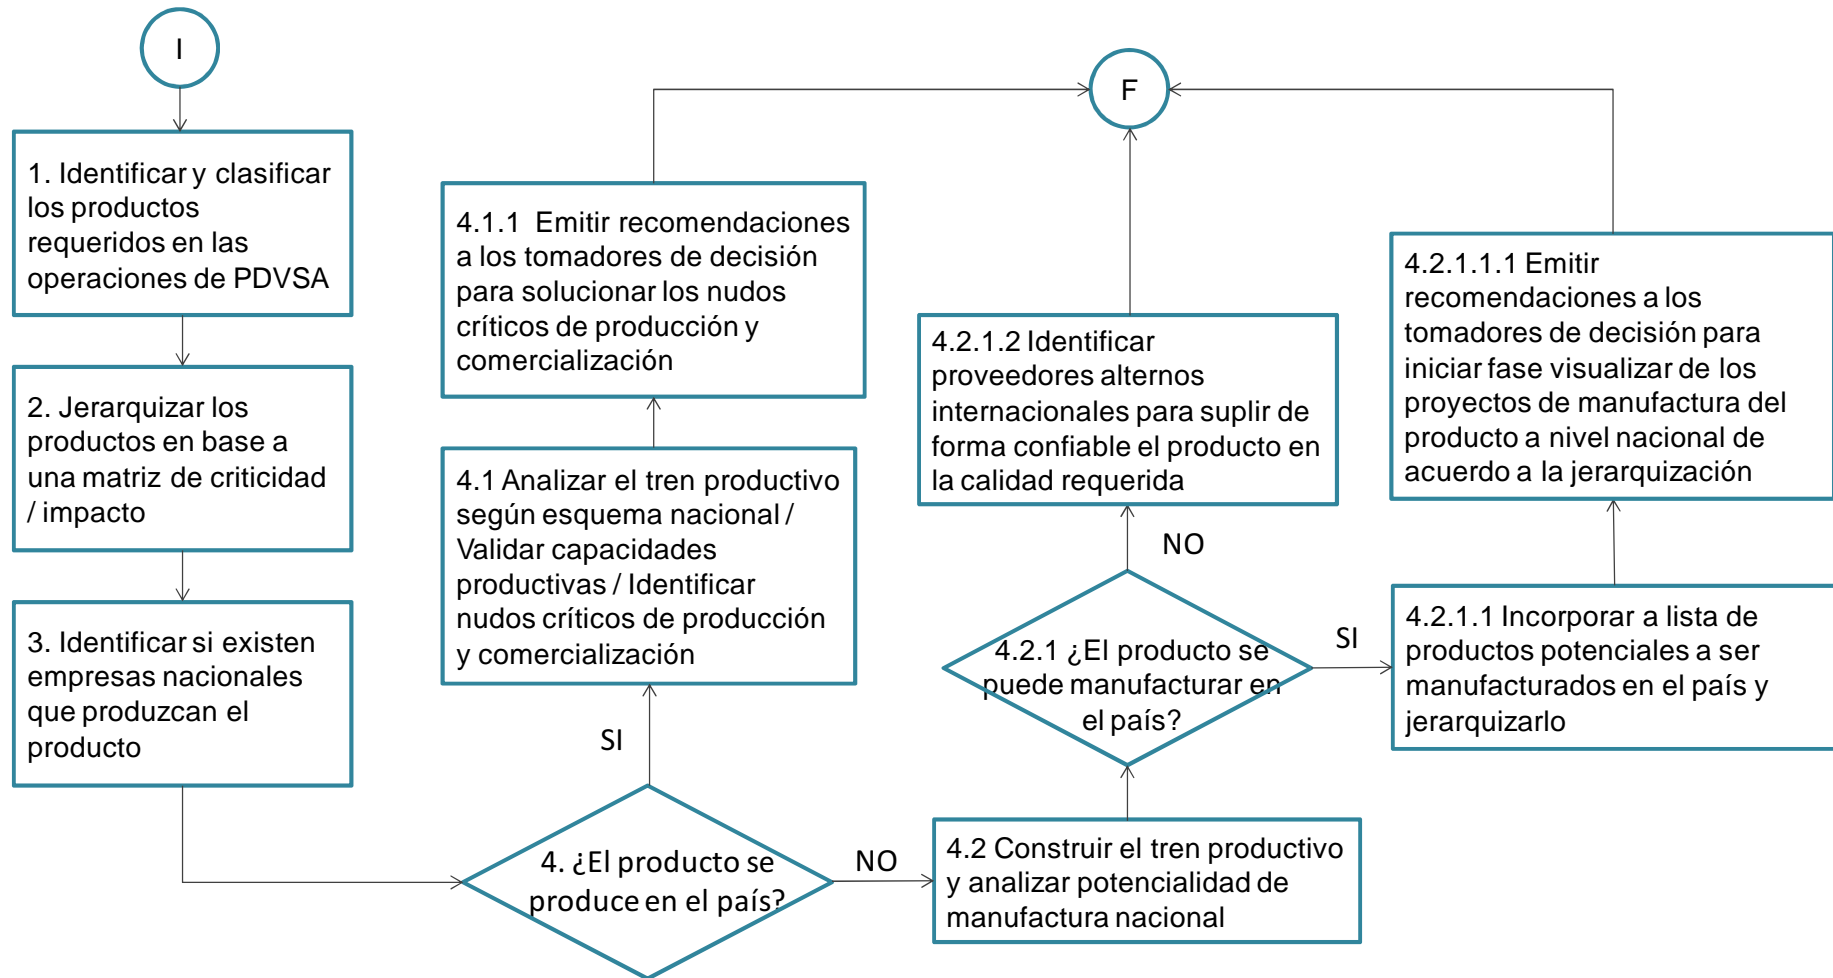 I
1. Identificar y clasificar
los productos
requeridos en las
operaciones de PDVSA
2. Jerarquizar los
productos en base a
una matriz de criticidad
/ impacto
3. Identificar si existen
empresas nacionales
que produzcan el
producto
4. ¿El producto se
produce en el país?
SI
4.1 Analizar el tren productivo
según esquema nacional /
Validar capacidades
productivas / Identificar
nudos críticos de producción
y comercialización
4.1.1 Emitir recomendaciones
a los tomadores de decisión
para solucionar los nudos
críticos de producción y
comercialización
NO
4.2 Construir el tren productivo
y analizar potencialidad de
manufactura nacional
4.2.1 ¿El producto se
puede manufacturar en
el país?
NO
4.2.1.2 Identificar
proveedores alternos
internacionales para suplir de
forma confiable el producto en
la calidad requerida
SI
4.2.1.1 Incorporar a lista de
productos potenciales a ser
manufacturados en el país y
jerarquizarlo
4.2.1.1.1 Emitir
recomendaciones a los
tomadores de decisión para
iniciar fase visualizar de los
proyectos de manufactura del
producto a nivel nacional de
acuerdo a la jerarquización
F